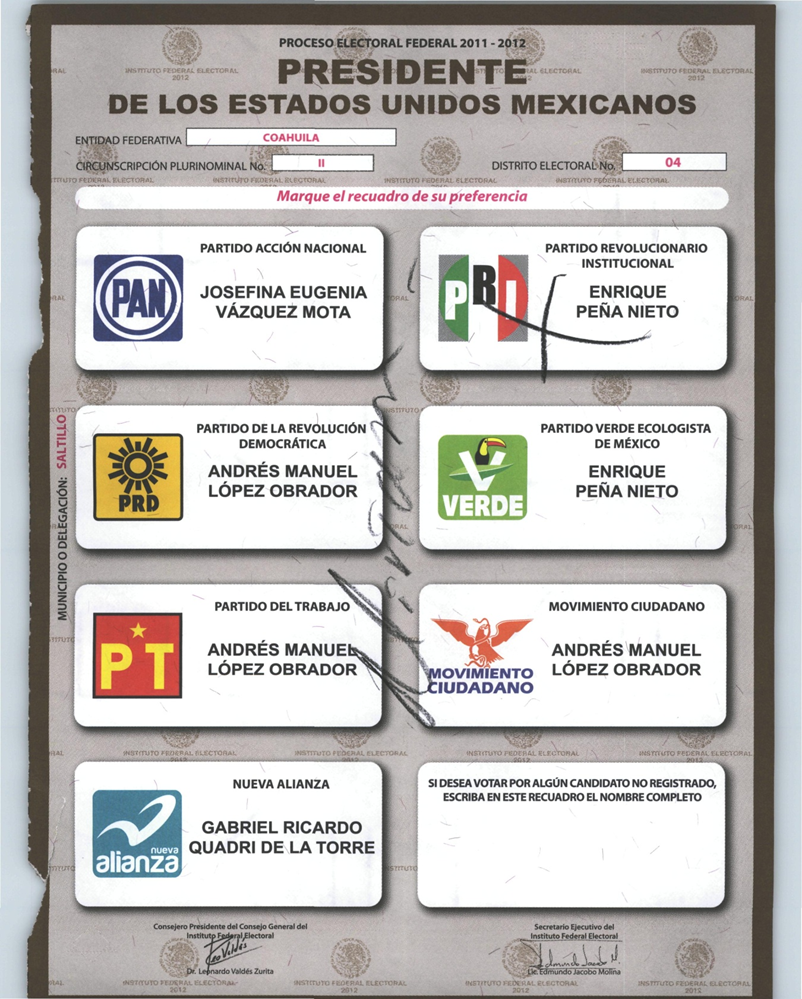 PROCESO ELECTORAL FEDERAL 2011 - 2012
PRESIDENTE
DE LOS ESTADOS UNIDOS MEXICANOS
ENTIDAD FEDERATIVA COAHUILA
CIRCUNSCRIPCIÓN PLURINOMINAL No. II DISTRITO ELECTORAL No. 04
Marque el recuadro de su preferencia
MUNICIPIO O DELEGACIÓN: SALTILLO
PARTIDO ACCIÓN NACIONAL
PAN
JOSEFINA EUGENIA
VÁZQUEZ MOTA
PARTIDO REVOLUCIONARIO
INSTITUCIONAL
PRI
ENRIQUE
PEÑA NIETO
PARTIDO DE LA REVOLUCIÓN
DEMOCRÁTICA
PRD
ANDRÉS MANUEL
LÓPEZ OBRADOR
PARTIDO VERDE ECOLOGISTA
DE MÉXICO
VERDE
ENRIQUE
PEÑA NIETO
PARTIDO DEL TRABAJO
PT
ANDRÉS MANUEL
LÓPEZ OBRADOR
MOVIMIENTO CIUDADANO
MOVIMIENTO
CIUDADANO
ANDRÉS MANUEL
LÓPEZ OBRADOR
NUEVA ALIANZA
nueva
alianza
GABRIEL RICARDO
QUADRI DE LA TORRE
SI DESEA VOTAR POR ALGÚN CANDIDATO NO REGISTRADO,
ESCRIBA EN ESTE RECUADRO EL NOMBRE COMPLETO
Consejero Presidente del Consejo General del
Instituto Federal Electoral
Dr. Leonardo Valdés Zurita
Secretario Ejecutivo del
Instituto Federal Electoral
Lic. Edmundo Jacobo Molina
INSTITUTO FEDERAL ELECTORAL
2012